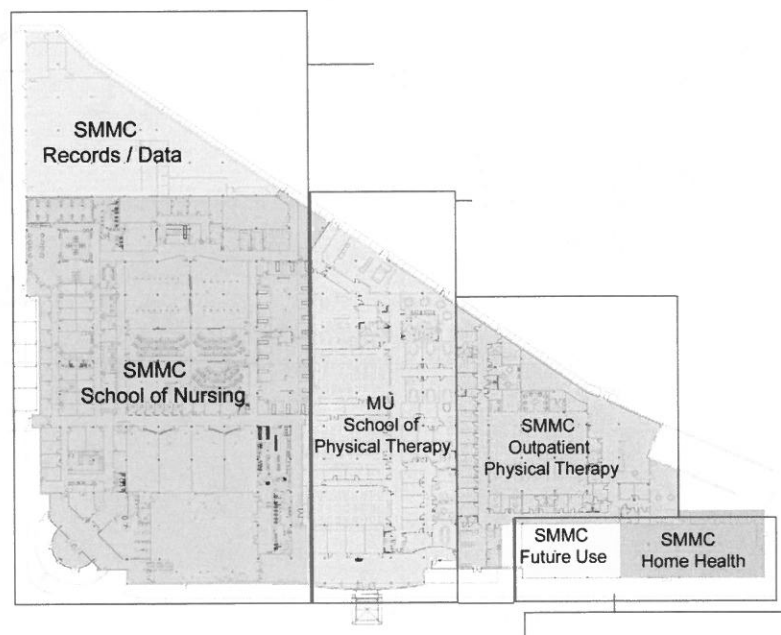 SMMC
Records / Data
SMMC
School of Nursing
MU
School of
Physical Therapy
SMMC
Outpatient
Physical Therapy
SMMC
Future Use
SMMC
Home Health